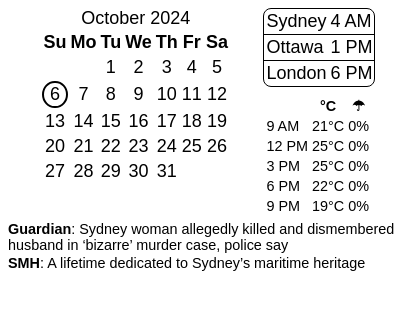 October 2024
Su Mo Tu We Th Fr Sa
1 2 3 4 5
6 7 8 9 10 11 12
13 14 15 16 17 18 19
20 21 22 23 24 25 26
27 28 29 30 31
Sydney 4 AM
Ottawa 1 PM
London 6 PM
°C ☂
9 AM 21°C 0%
12 PM 25°C 0%
3 PM 25°C 0%
6 PM 22°C 0%
9 PM 19°C 0%
Guardian: Sydney woman allegedly killed and dismembered
husband in ‘bizarre’ murder case, police say
SMH: A lifetime dedicated to Sydney’s maritime heritage